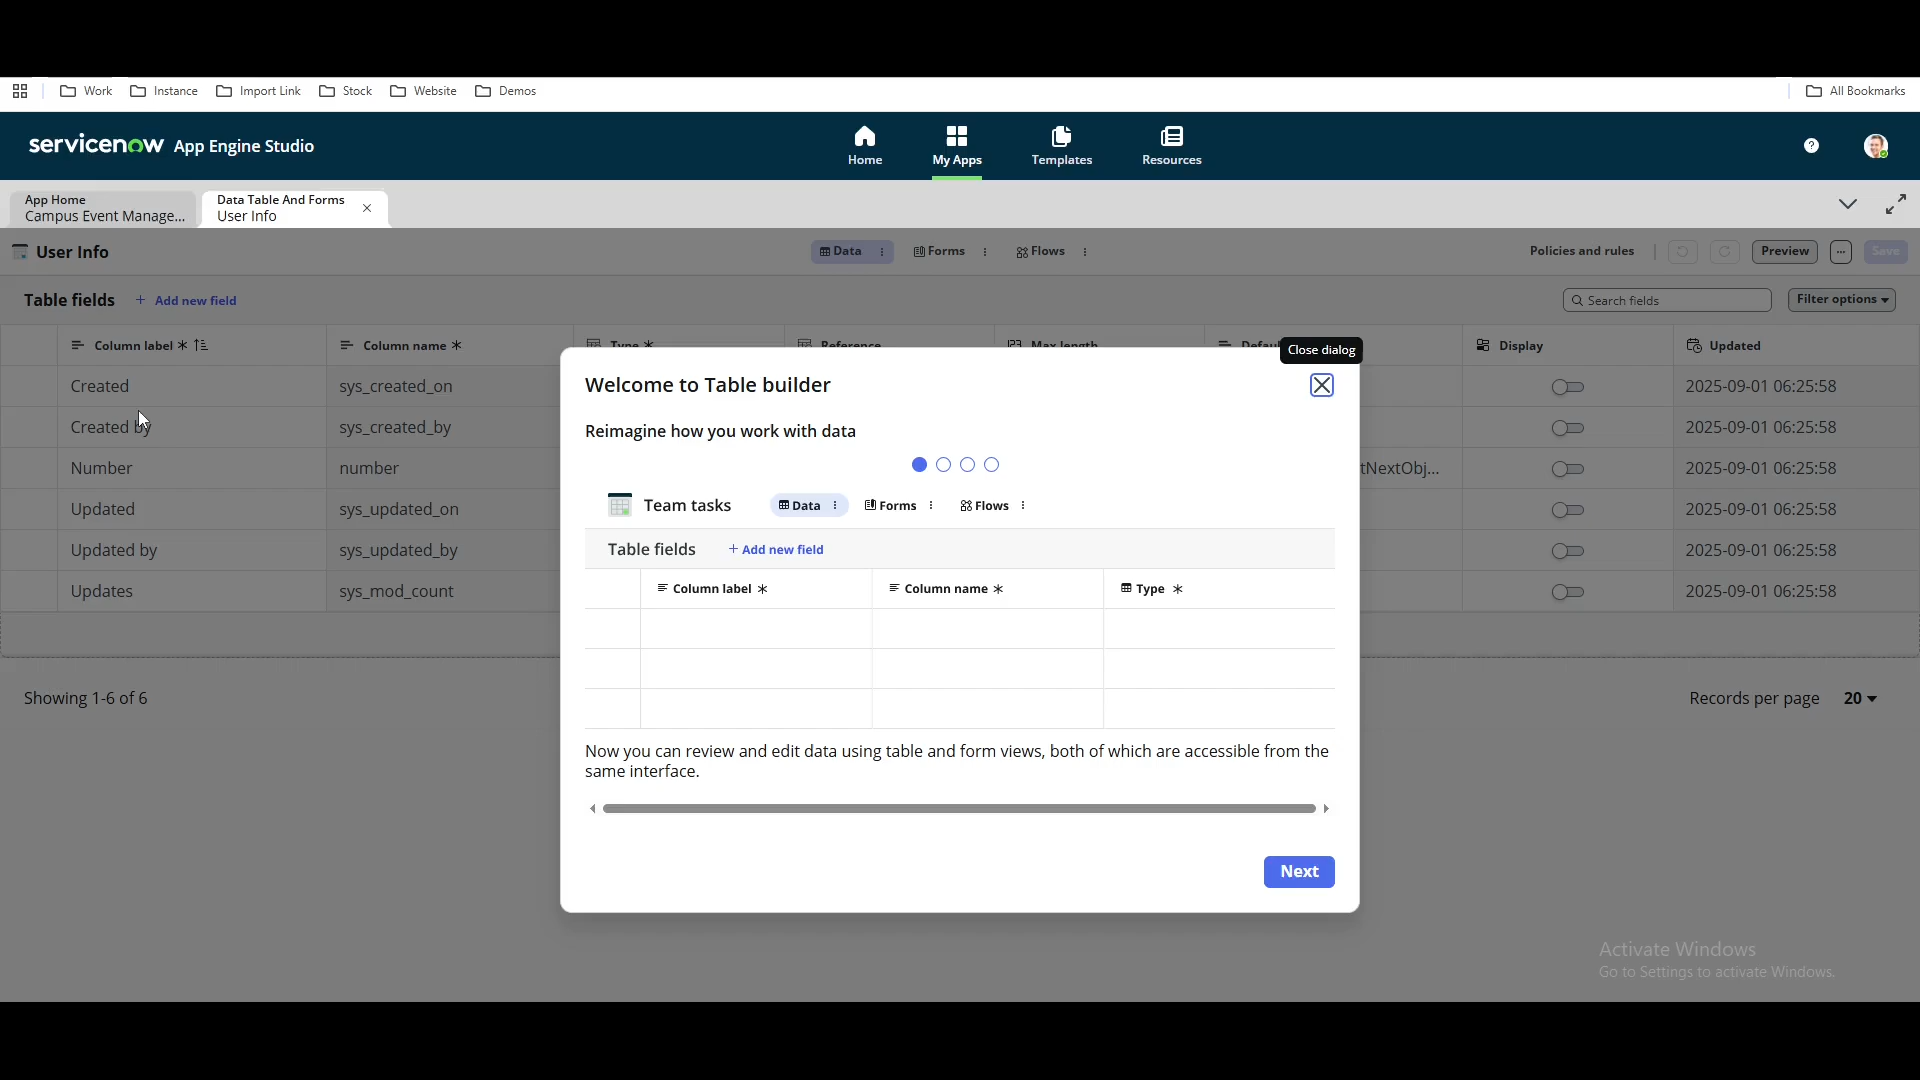 Work Instance Import Link Stock Website Demos All Bookmarks
servicenow App Engine Studio Home My Apps Templates Resources
App Home
Campus Event Manage...
Data Table And Forms
User Info
User Info Data Forms Flows Policies and rules Preview ... Save
Table fields + Add new field Search fields Filter options
Column label * Column name * Type * Reference Max length Display Updated
Close dialog
Created sys_created_on 2025-09-01 06:25:58
Created by sys_created_by 2025-09-01 06:25:58
Number number tNextObj... 2025-09-01 06:25:58
Updated sys_updated_on 2025-09-01 06:25:58
Updated by sys_updated_by 2025-09-01 06:25:58
Updates sys_mod_count 2025-09-01 06:25:58
Showing 1-6 of 6 Records per page 20
Welcome to Table builder
Reimagine how you work with data
Team tasks Data Forms Flows
Table fields + Add new field
Column label * Column name * Type *
Now you can review and edit data using table and form views, both of which are accessible from the
same interface.
Next
Activate Windows
Go to Settings to activate Windows.